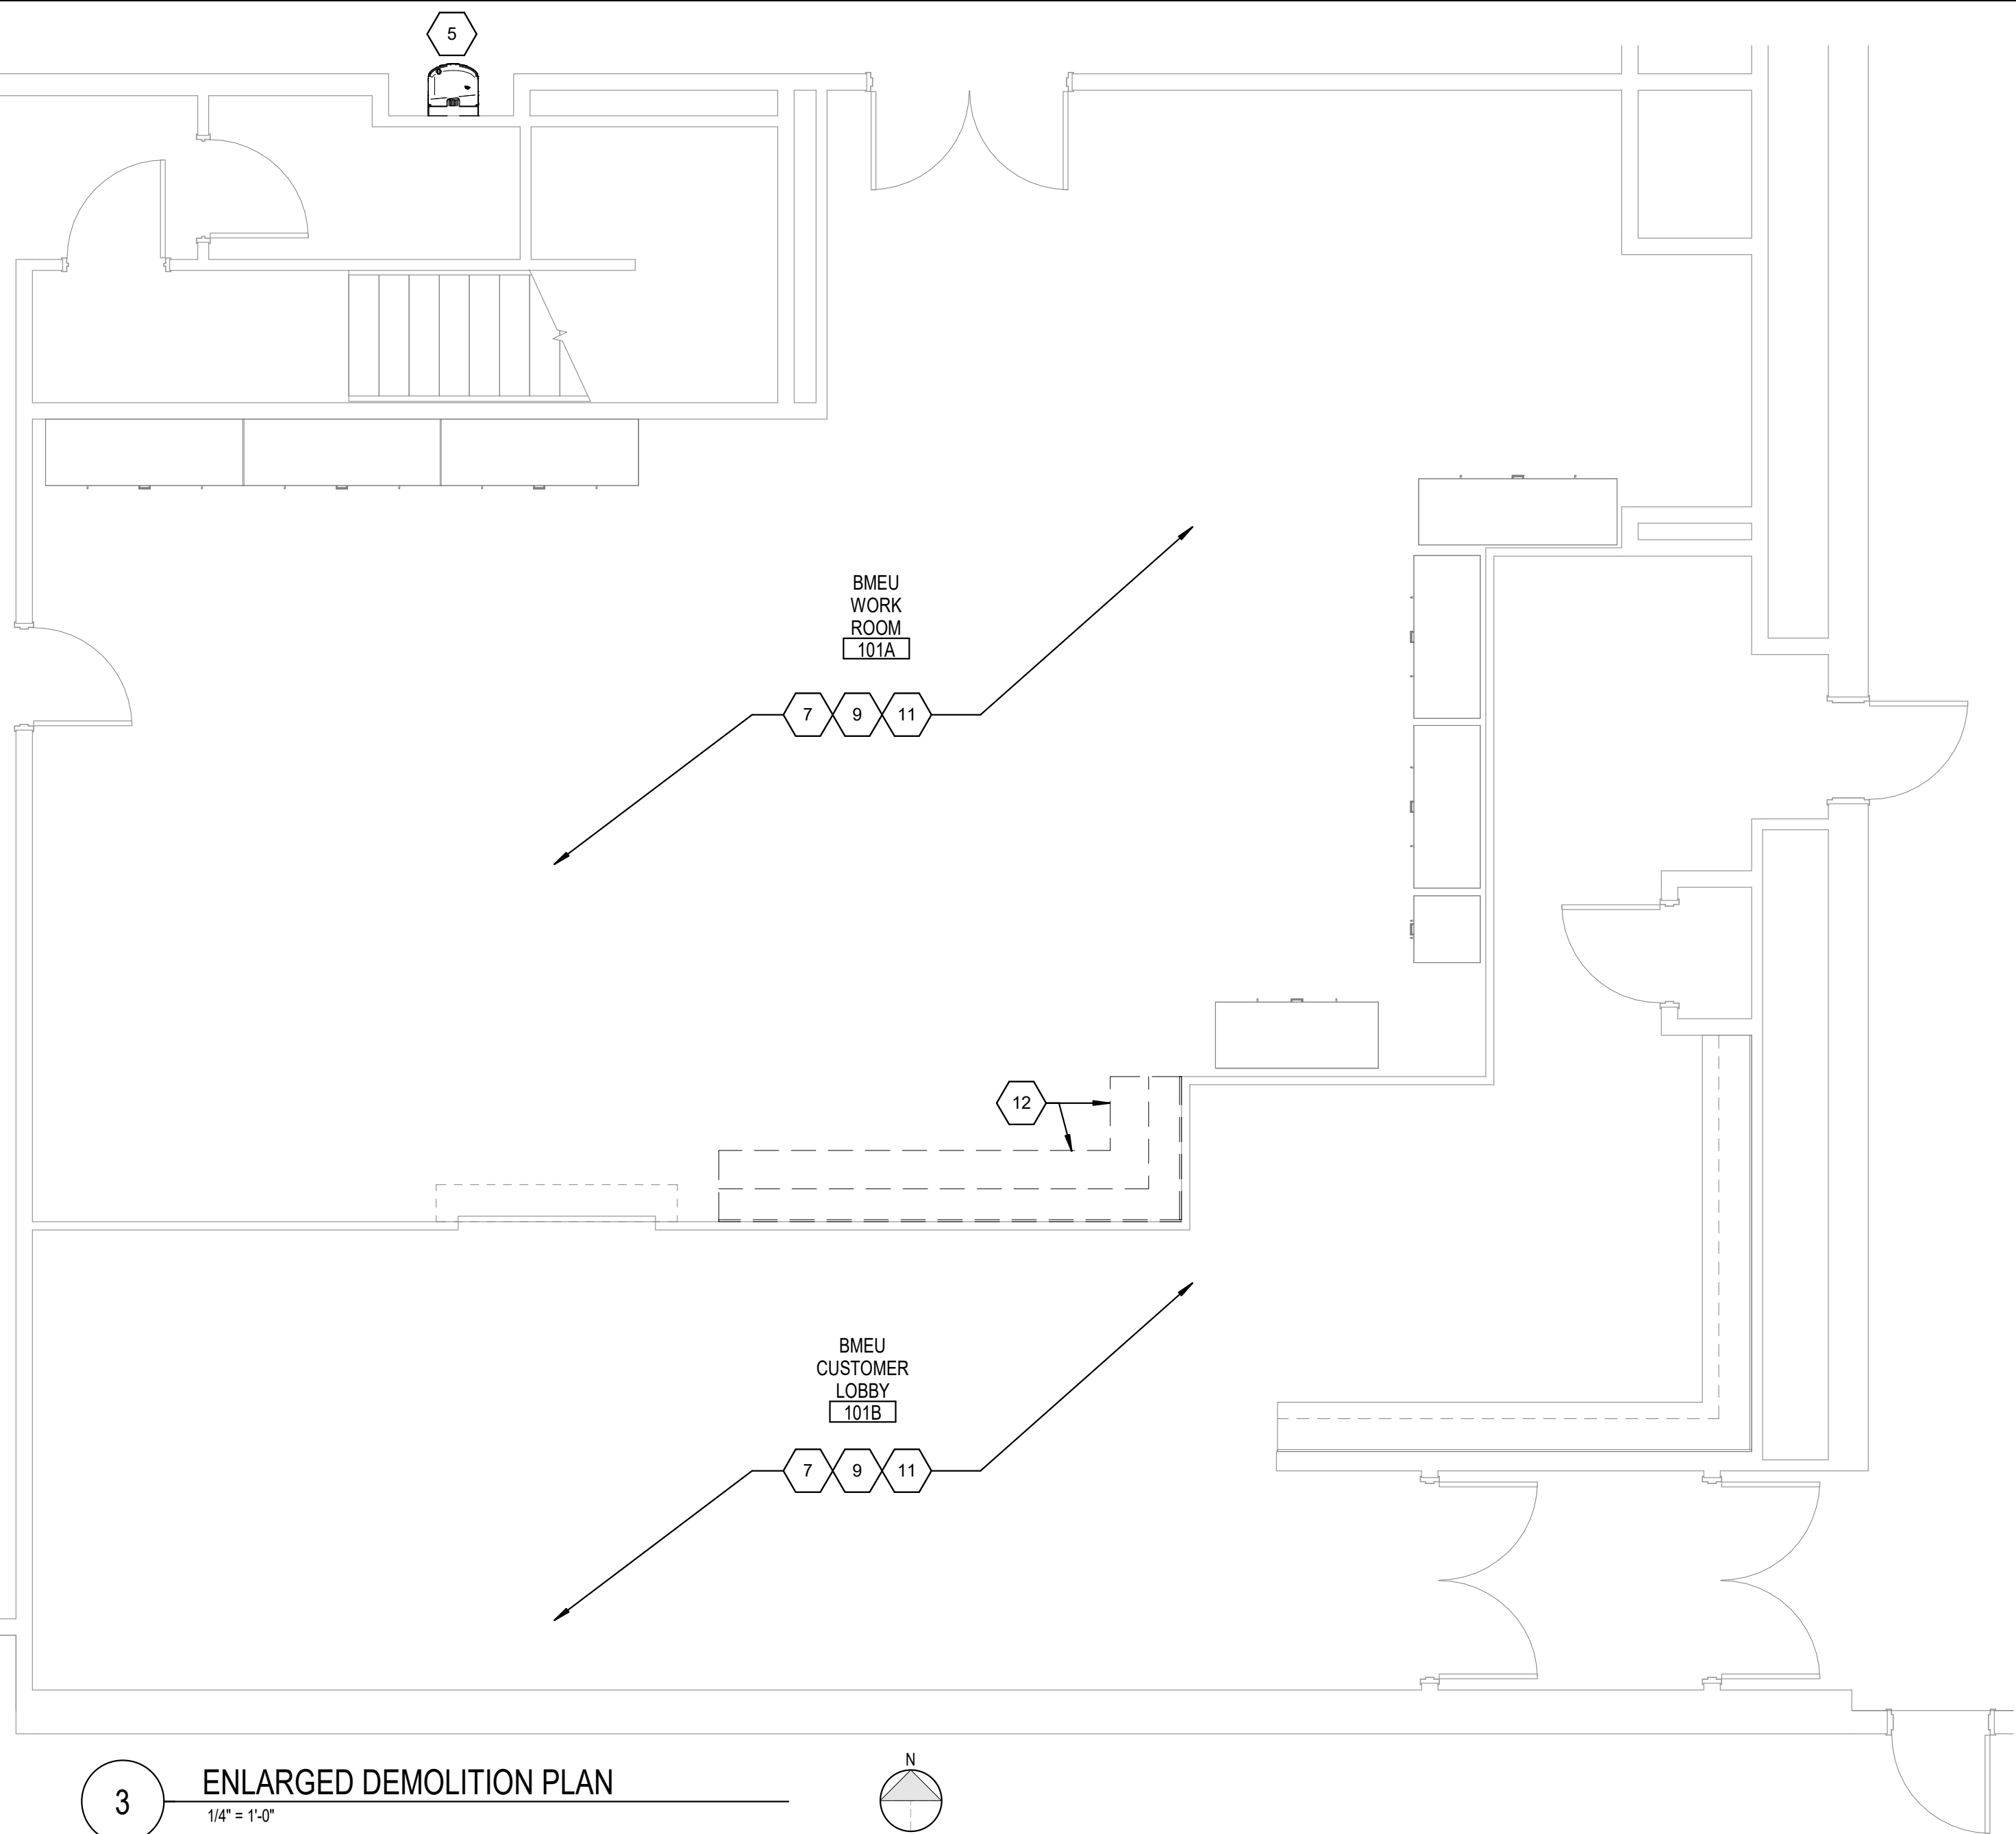 5
BMEU
WORK
ROOM
101A
7 9 11
12
BMEU
CUSTOMER
LOBBY
101B
7 9 11
3
ENLARGED DEMOLITION PLAN
1/4" = 1'-0"
N